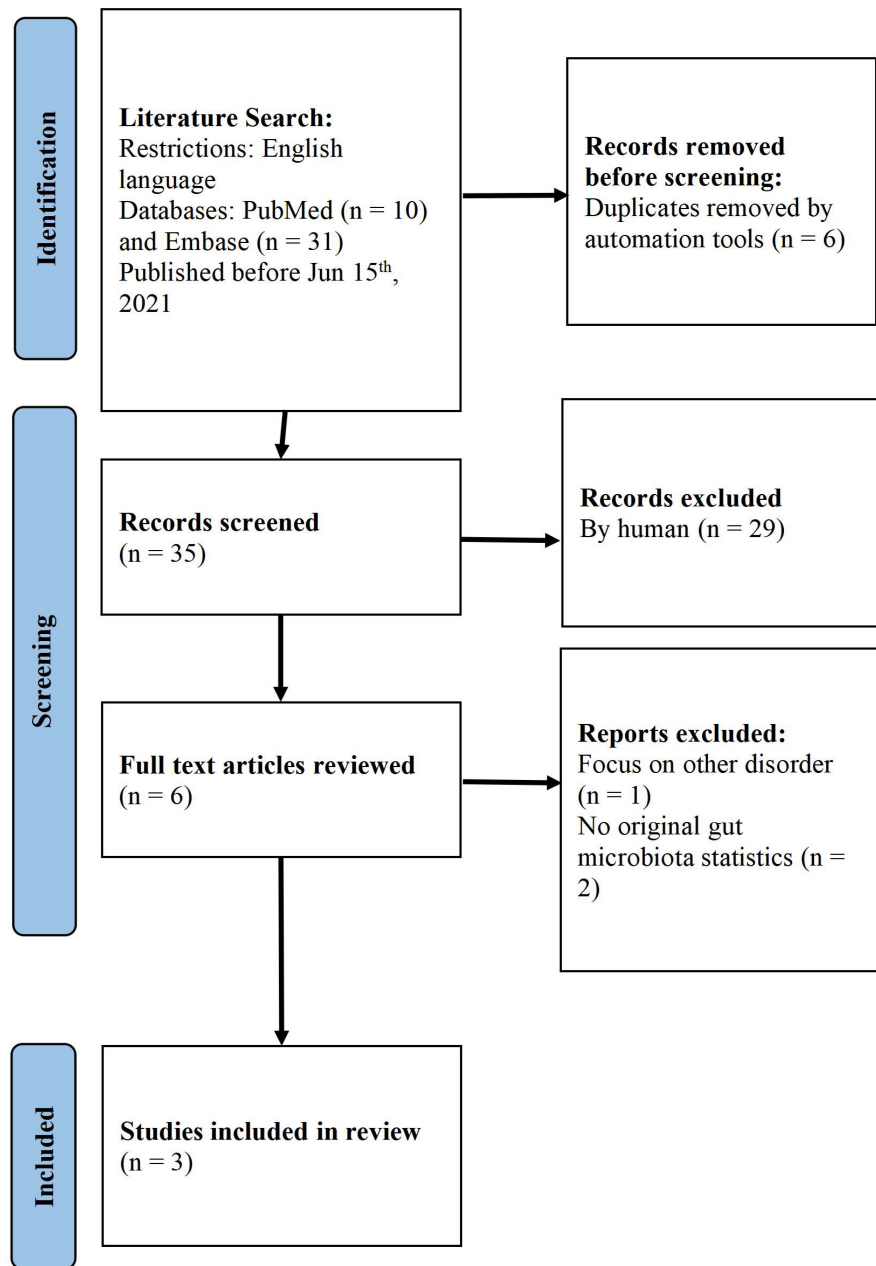 Identification
Literature Search:
Restrictions: English
language
Databases: PubMed (n = 10)
and Embase (n = 31)
Published before Jun 15th,
2021
Records removed
before screening:
Duplicates removed by
automation tools (n = 6)
Screening
Records screened
(n = 35)
Records excluded
By human (n = 29)
Full text articles reviewed
(n = 6)
Reports excluded:
Focus on other disorder
(n = 1)
No original gut
microbiota statistics (n =
2)
Included
Studies included in review
(n = 3)